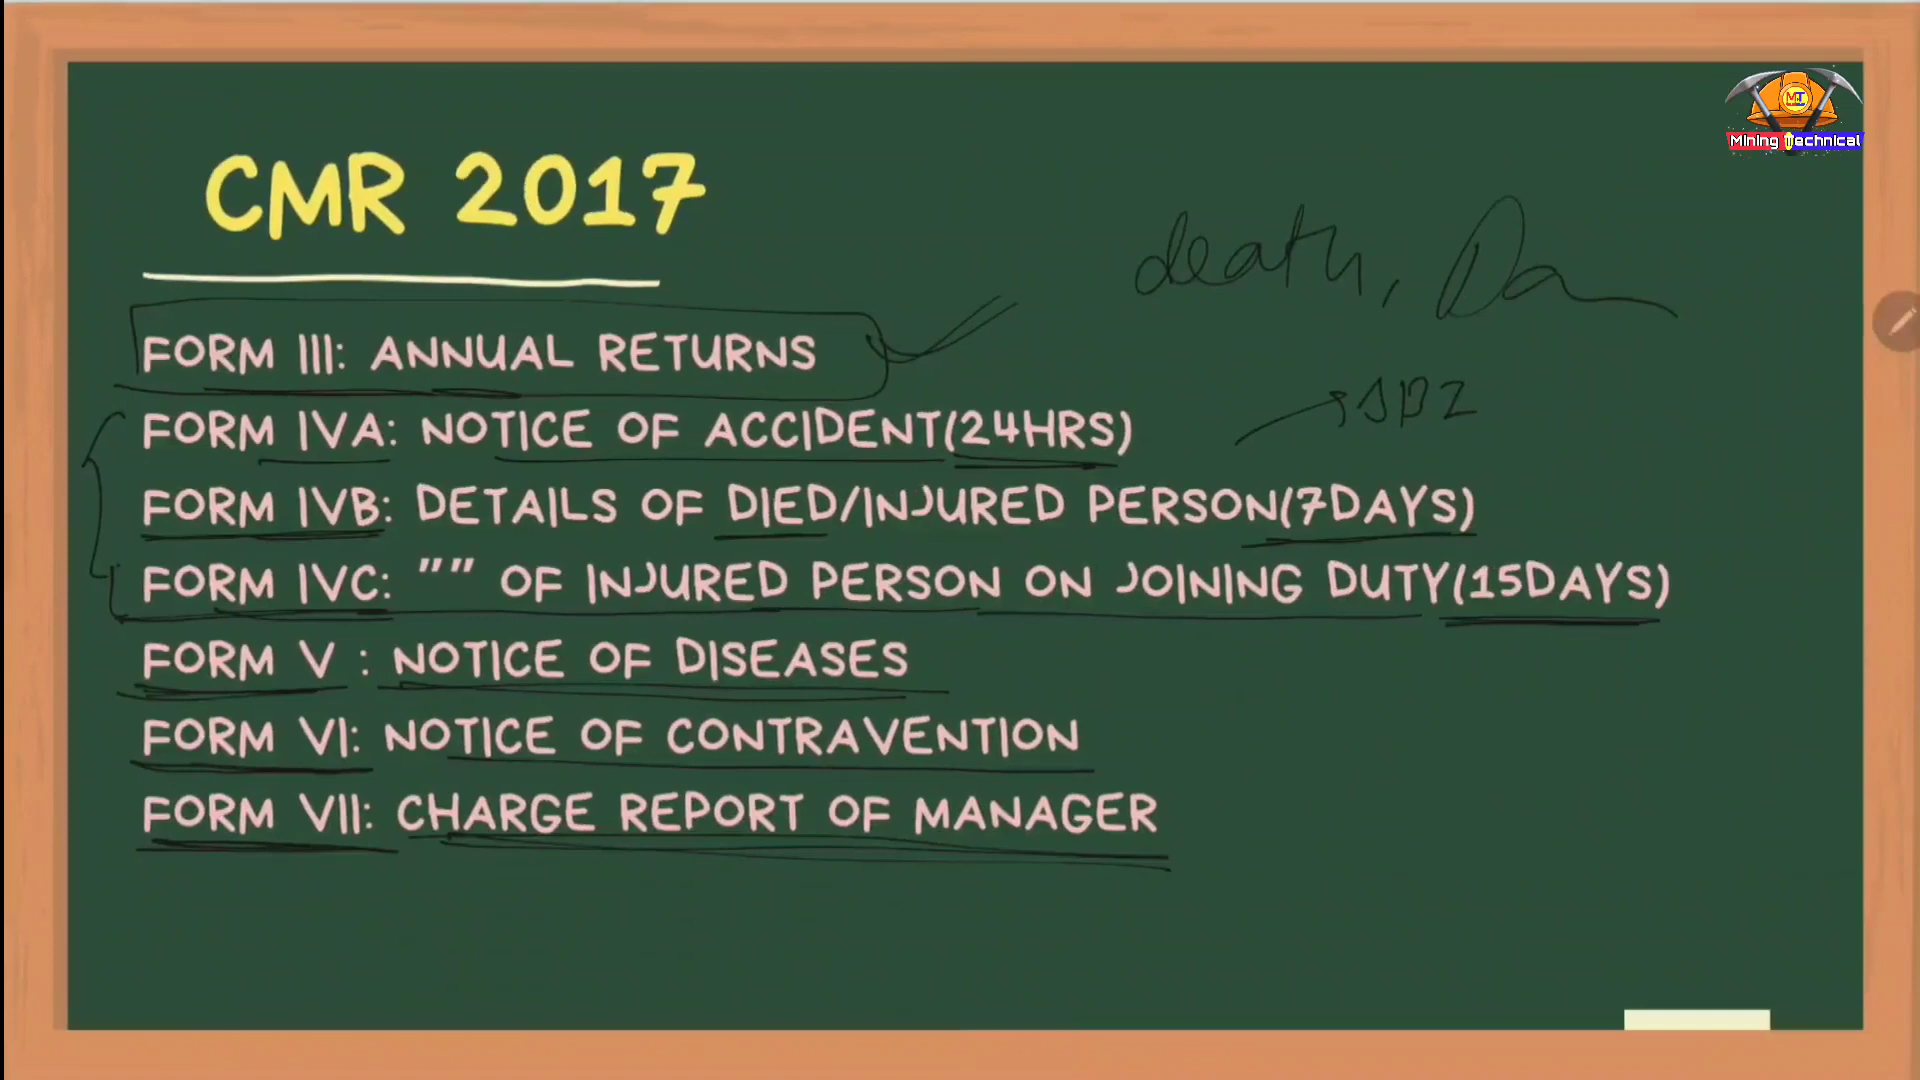 Mining Technical
CMR 2017
death,
FORM III: ANNUAL RETURNS
FORM IVA: NOTICE OF ACCIDENT(24HRS)
FORM IVB: DETAILS OF DIED/INJURED PERSON(7DAYS)
FORM IVC: "" OF INJURED PERSON ON JOINING DUTY(15DAYS)
FORM V : NOTICE OF DISEASES
FORM VI: NOTICE OF CONTRAVENTION
FORM VII: CHARGE REPORT OF MANAGER